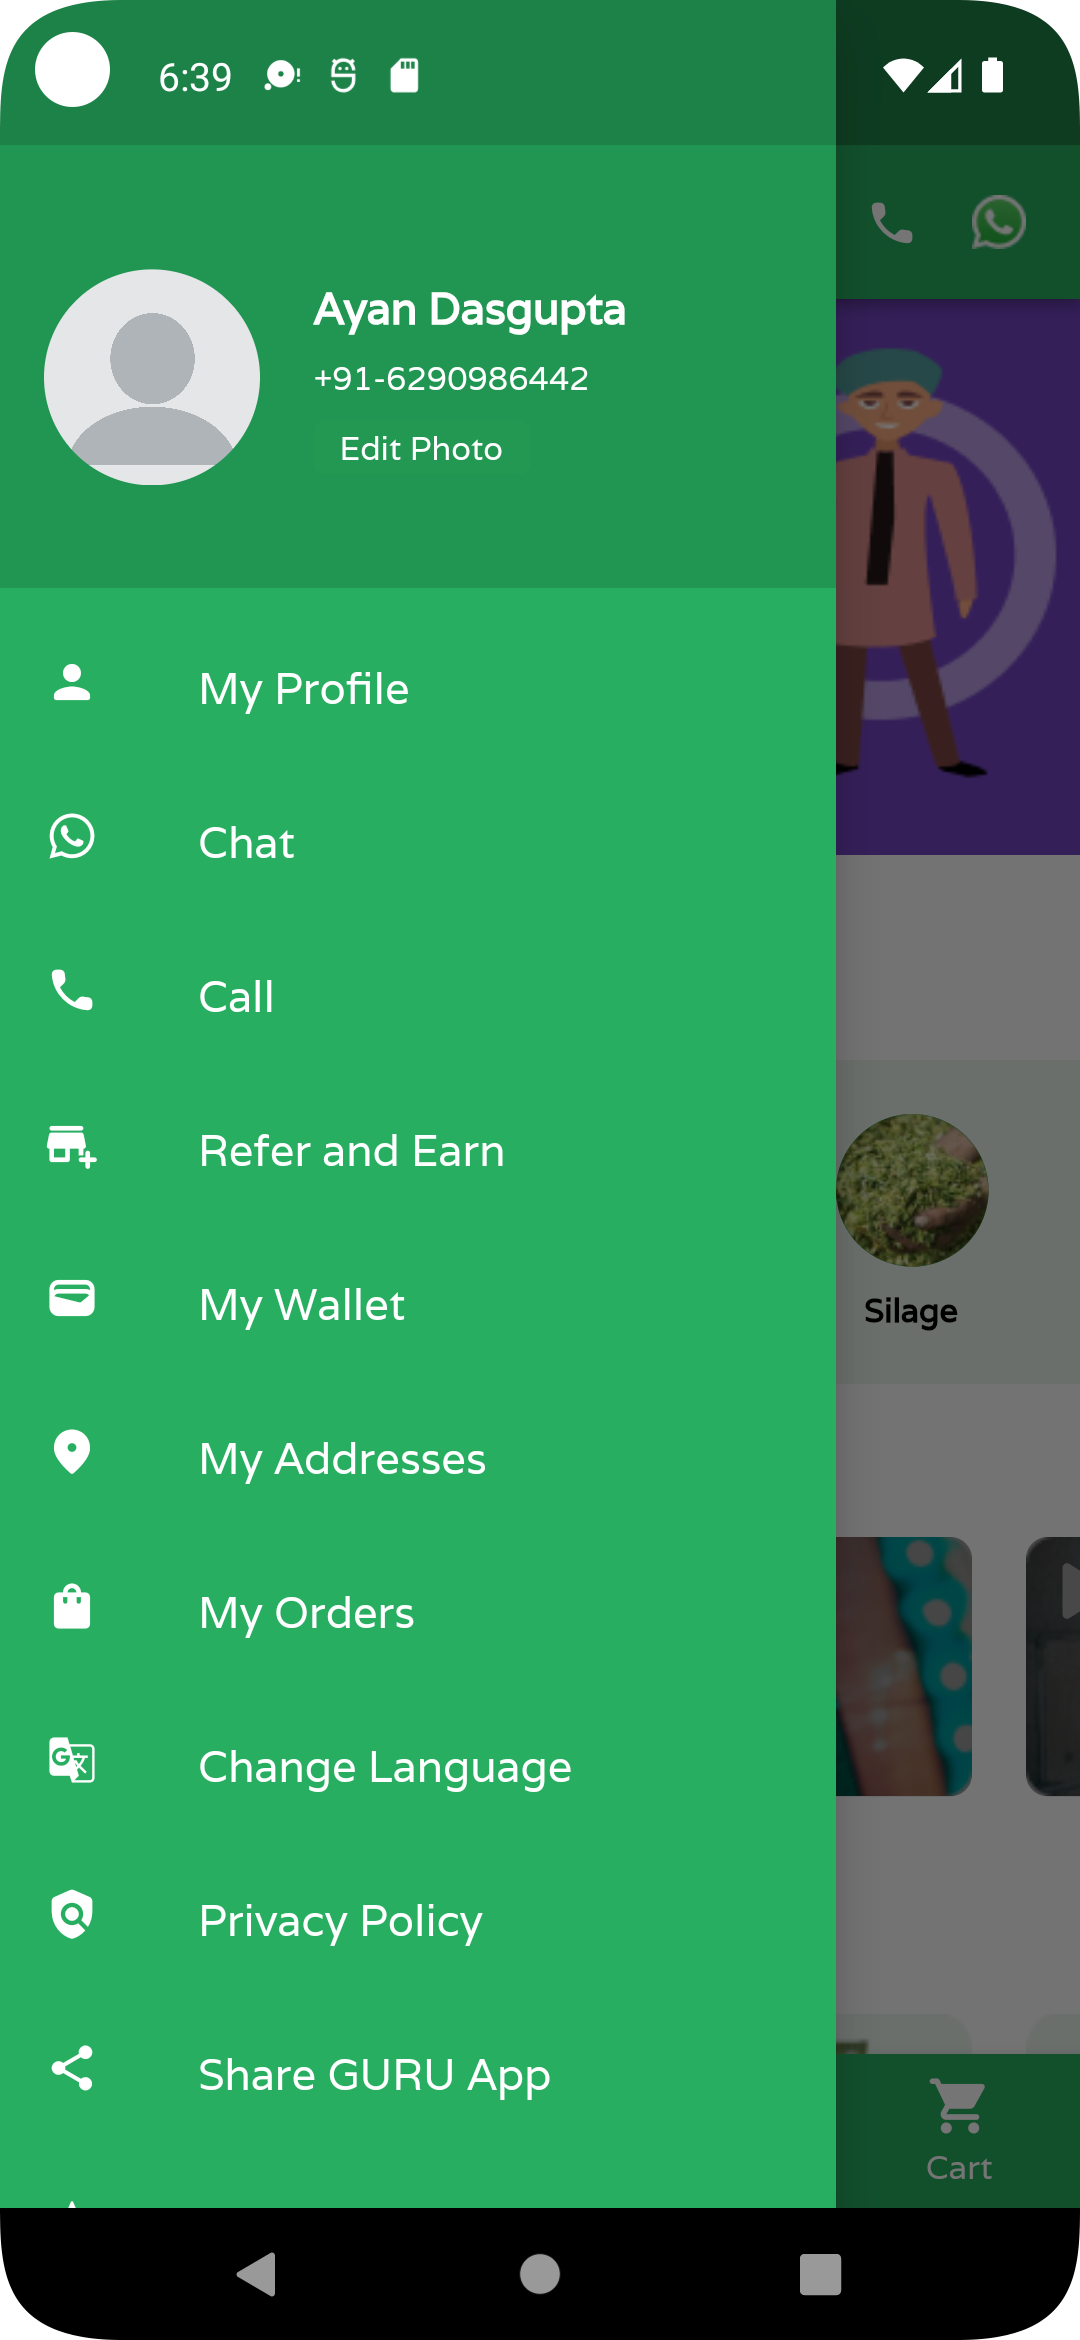 6:39
Ayan Dasgupta
+91-6290986442
Edit Photo
My Profile
Chat
Call
Refer and Earn
My Wallet
My Addresses
My Orders
Change Language
Privacy Policy
Share GURU App
Silage
Cart